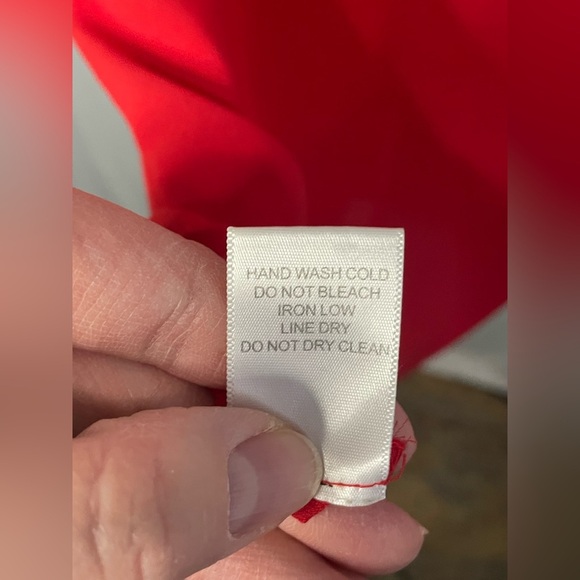 HAND WASH COLD
DO NOT BLEACH
IRON LOW
LINE DRY
DO NOT DRY CLEAN